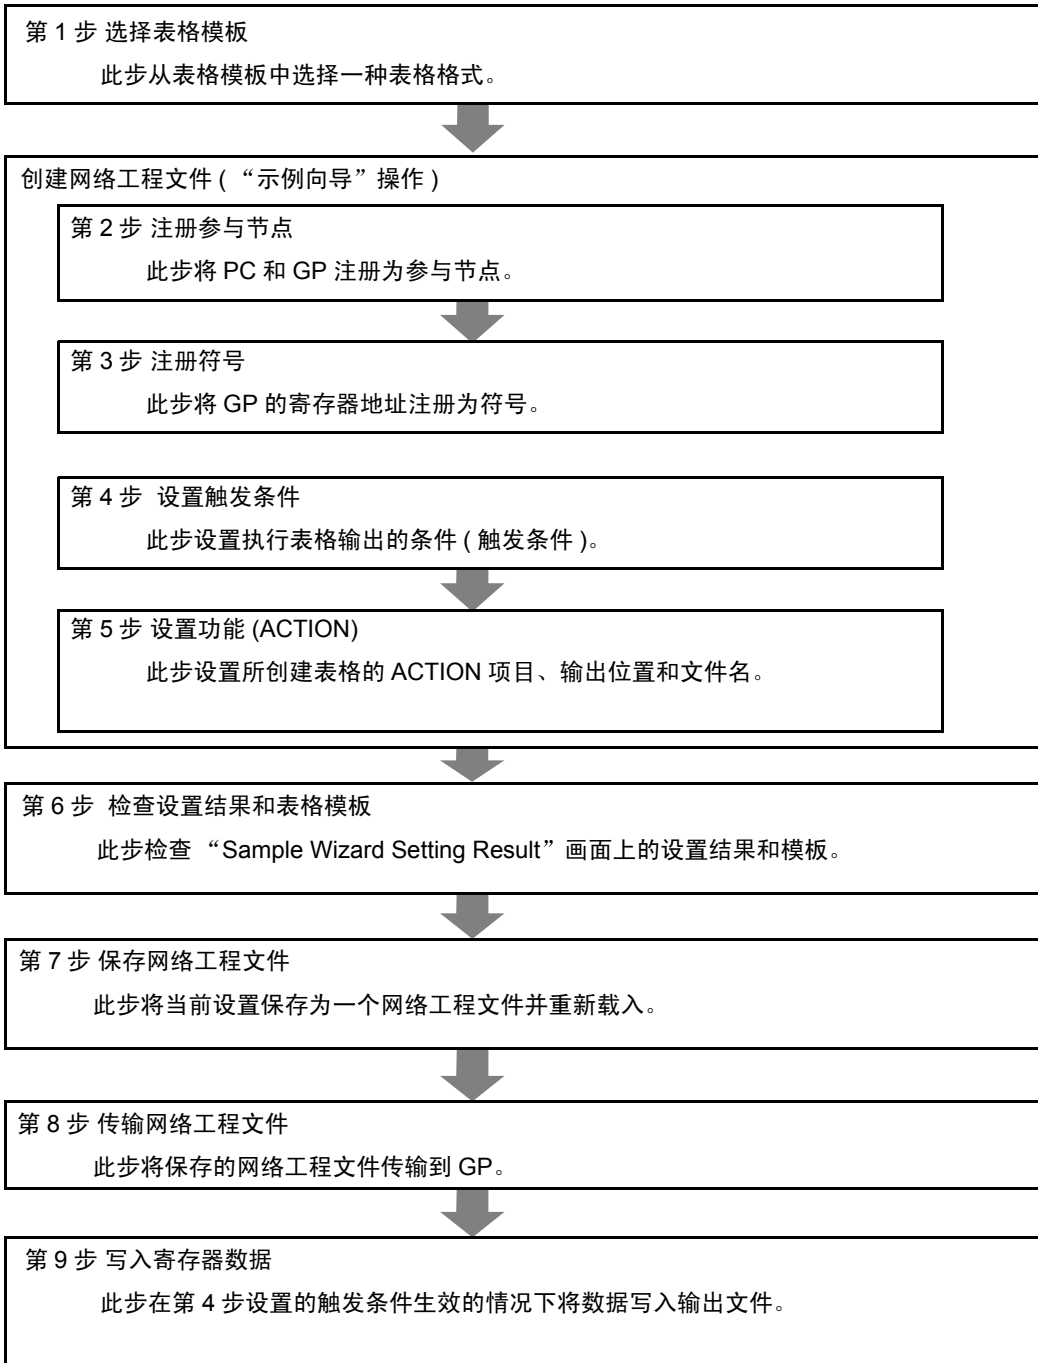 第 1 步 选择表格模板
此步从表格模板中选择一种表格格式。
创建网络工程文件 ( “示例向导”操作 )
第 2 步 注册参与节点
此步将 PC 和 GP 注册为参与节点。
第 3 步 注册符号
此步将 GP 的寄存器地址注册为符号。
第 4 步 设置触发条件
此步设置执行表格输出的条件 ( 触发条件 )。
第 5 步 设置功能 (ACTION)
此步设置所创建表格的 ACTION 项目、输出位置和文件名。
第 6 步 检查设置结果和表格模板
此步检查 “Sample Wizard Setting Result”画面上的设置结果和模板。
第 7 步 保存网络工程文件
此步将当前设置保存为一个网络工程文件并重新载入。
第 8 步 传输网络工程文件
此步将保存的网络工程文件传输到 GP。
第 9 步 写入寄存器数据
此步在第 4 步设置的触发条件生效的情况下将数据写入输出文件。